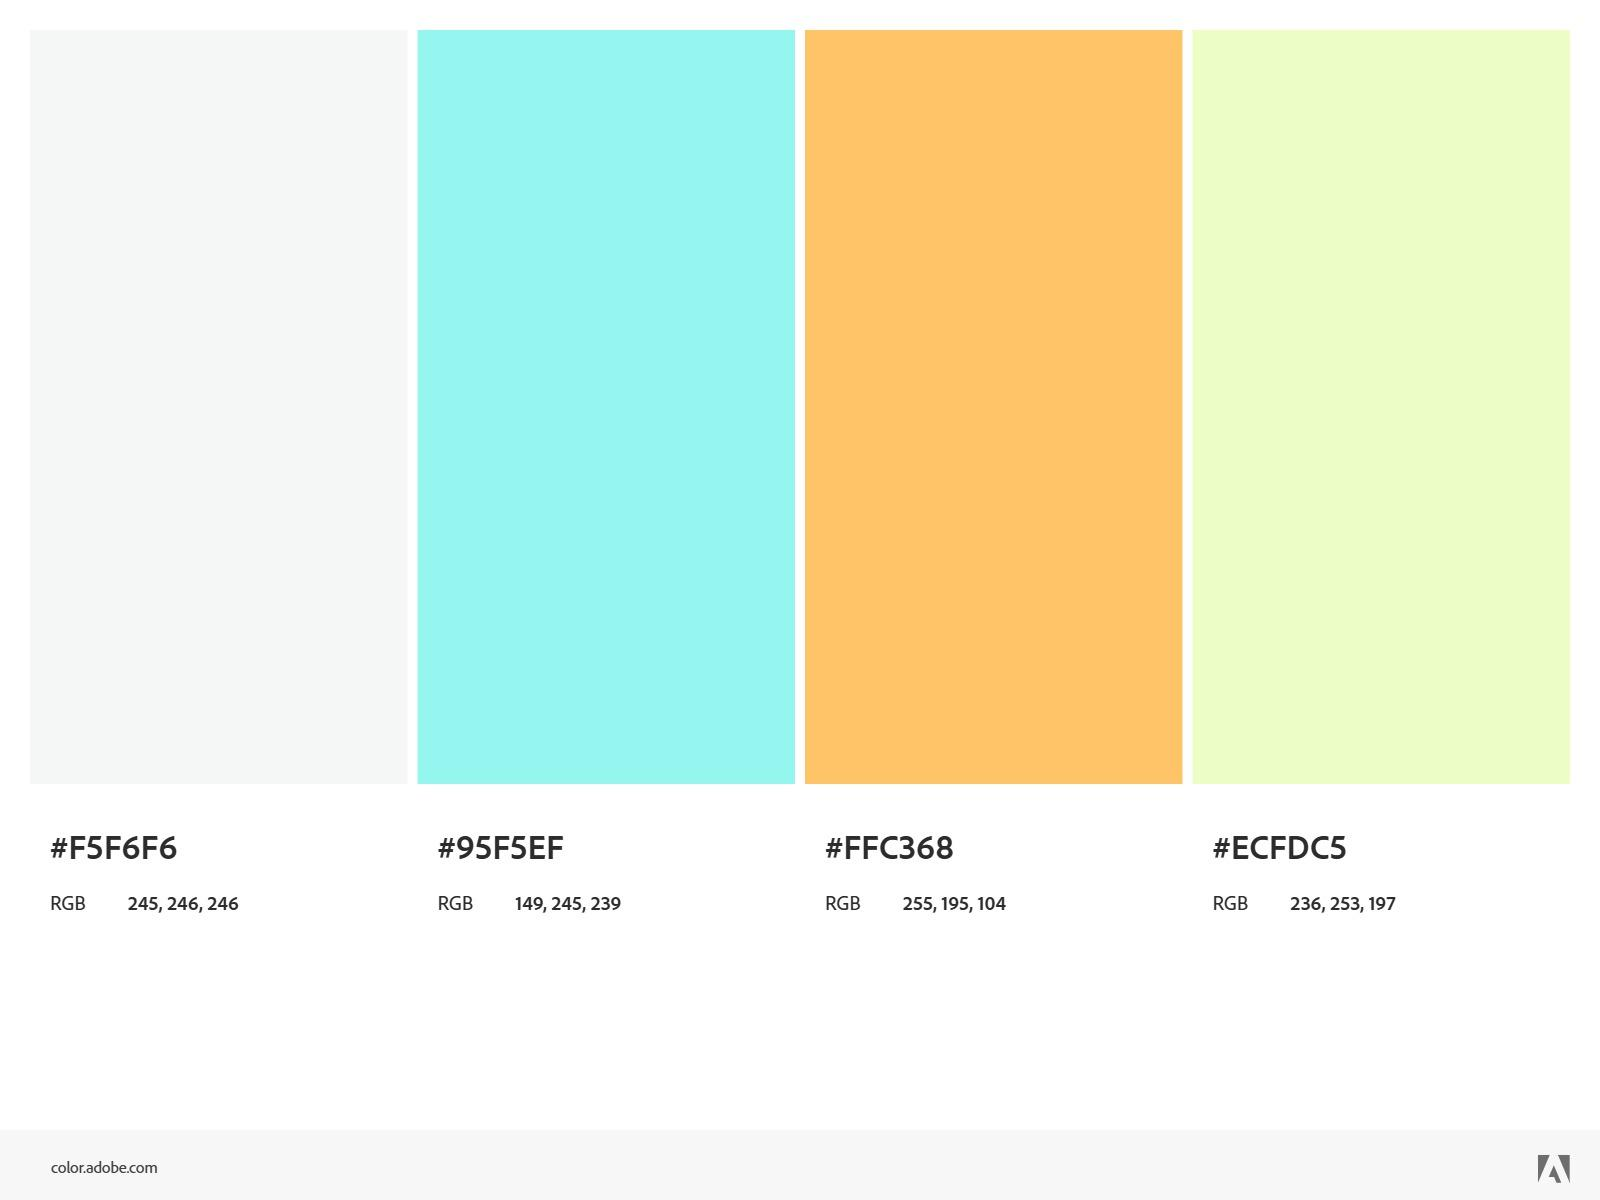 #F5F6F6
RGB 245, 246, 246
#95F5EF
RGB 149, 245, 239
#FFC368
RGB 255, 195, 104
#ECFDC5
RGB 236, 253, 197
color.adobe.com